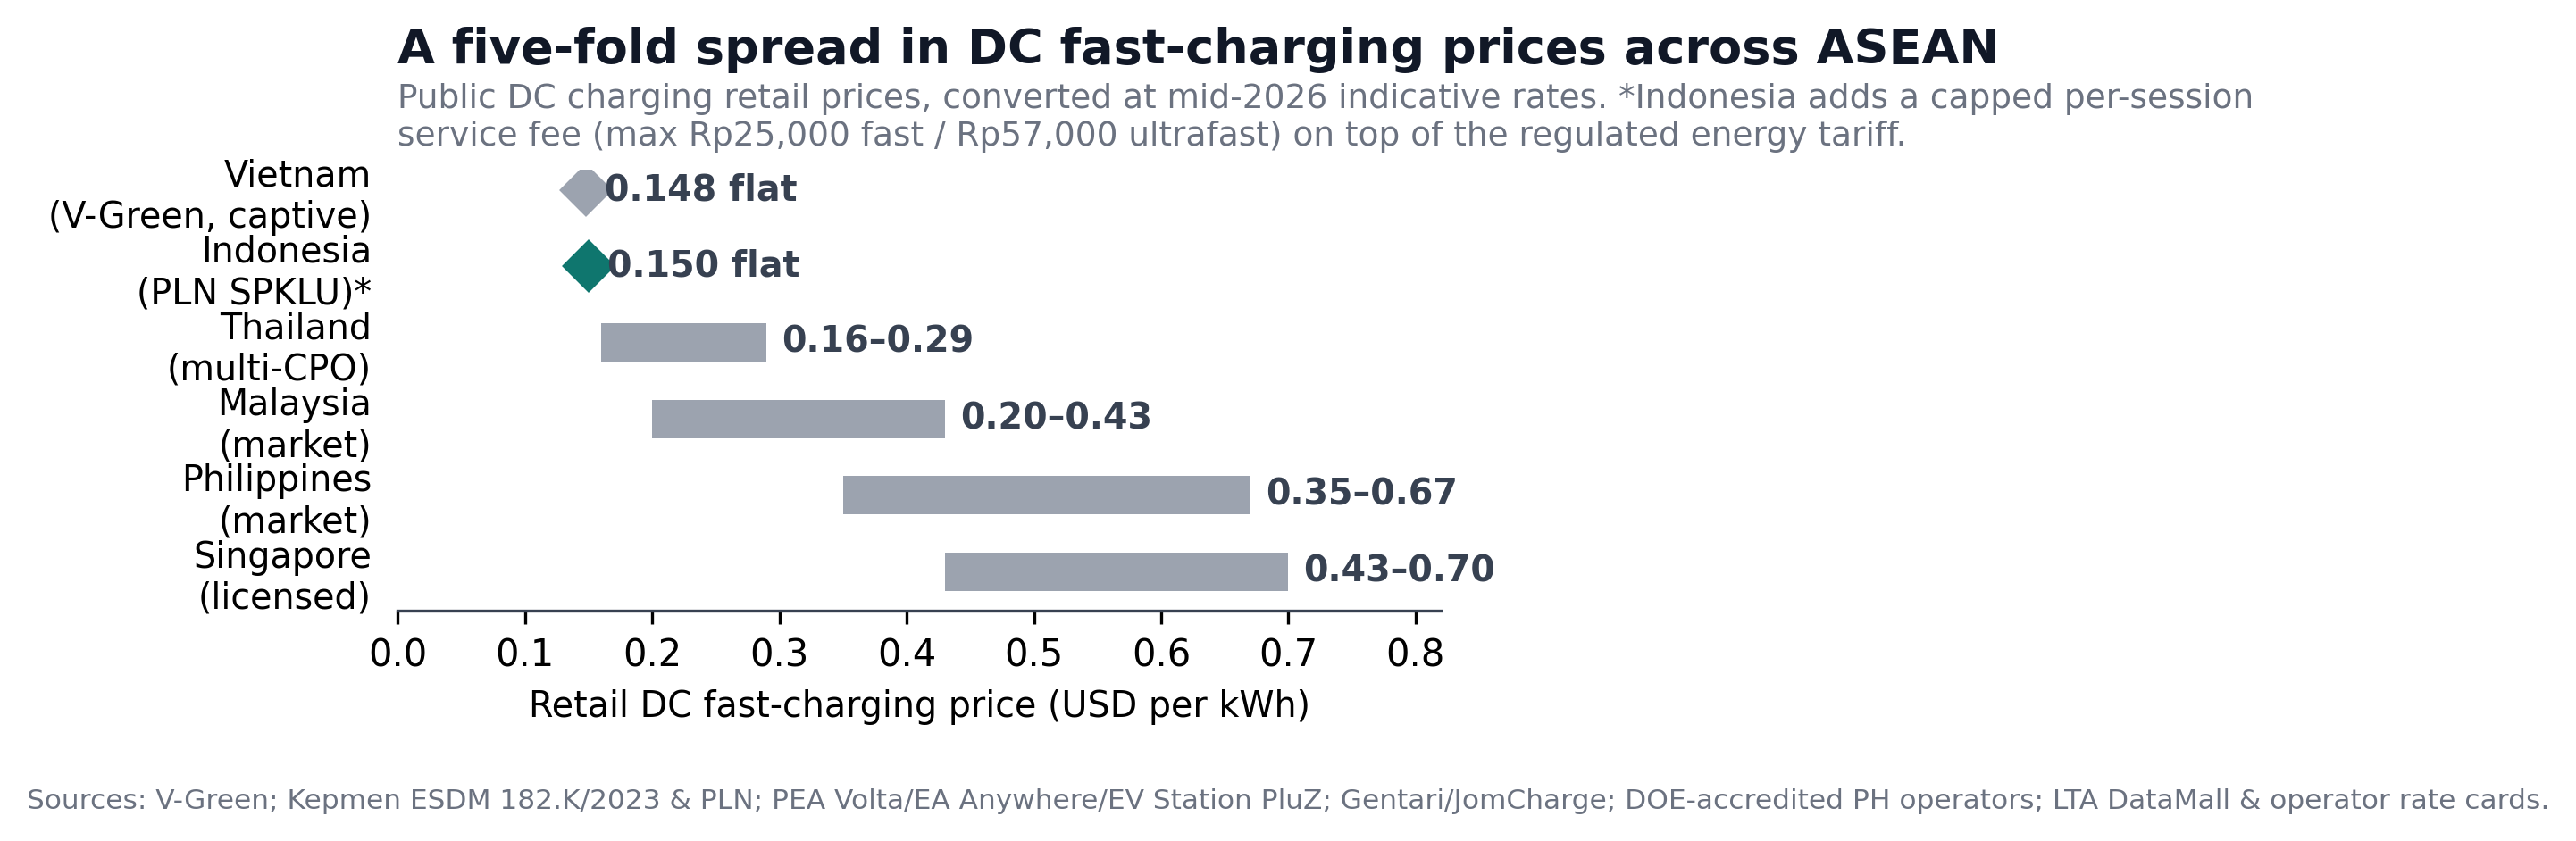 A five-fold spread in DC fast-charging prices across ASEAN
Public DC charging retail prices, converted at mid-2026 indicative rates. *Indonesia adds a capped per-session
service fee (max Rp25,000 fast / Rp57,000 ultrafast) on top of the regulated energy tariff.
Vietnam
(V-Green, captive)
0.148 flat
Indonesia
(PLN SPKLU)*
0.150 flat
Thailand
(multi-CPO)
0.16–0.29
Malaysia
(market)
0.20–0.43
Philippines
(market)
0.35–0.67
Singapore
(licensed)
0.43–0.70
0.0 0.1 0.2 0.3 0.4 0.5 0.6 0.7 0.8
Retail DC fast-charging price (USD per kWh)
Sources: V-Green; Kepmen ESDM 182.K/2023 & PLN; PEA Volta/EA Anywhere/EV Station PluZ; Gentari/JomCharge; DOE-accredited PH operators; LTA DataMall & operator rate cards.